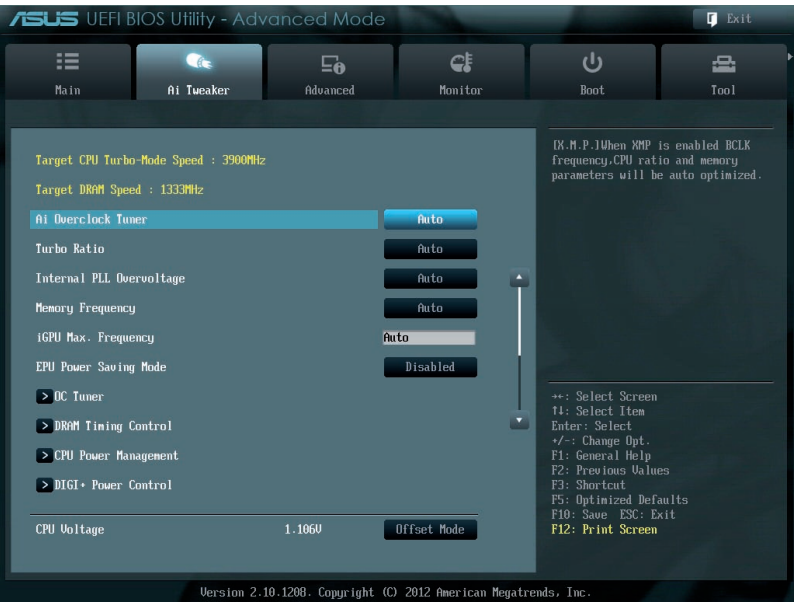 ASUS UEFI BIOS Utility - Advanced Mode
Exit
Main
Ai Tweaker
Advanced
Monitor
Boot
Tool
Target CPU Turbo-Mode Speed : 3900MHz
Target DRAM Speed : 1333MHz
Ai Overclock Tuner Auto
Turbo Ratio Auto
Internal PLL Overvoltage Auto
Memory Frequency Auto
iGPU Max. Frequency Auto
EPU Power Saving Mode Disabled
> OC Tuner
> DRAM Timing Control
> CPU Power Management
> DIGI+ Power Control
CPU Voltage 1.106V Offset Mode
[X.M.P.]When XMP is enabled BCLK
frequency,CPU ratio and memory
parameters will be auto optimized.
→←: Select Screen
↑↓: Select Item
Enter: Select
+/-: Change Opt.
F1: General Help
F2: Previous Values
F3: Shortcut
F5: Optimized Defaults
F10: Save ESC: Exit
F12: Print Screen
Version 2.10.1208. Copyright (C) 2012 American Megatrends, Inc.